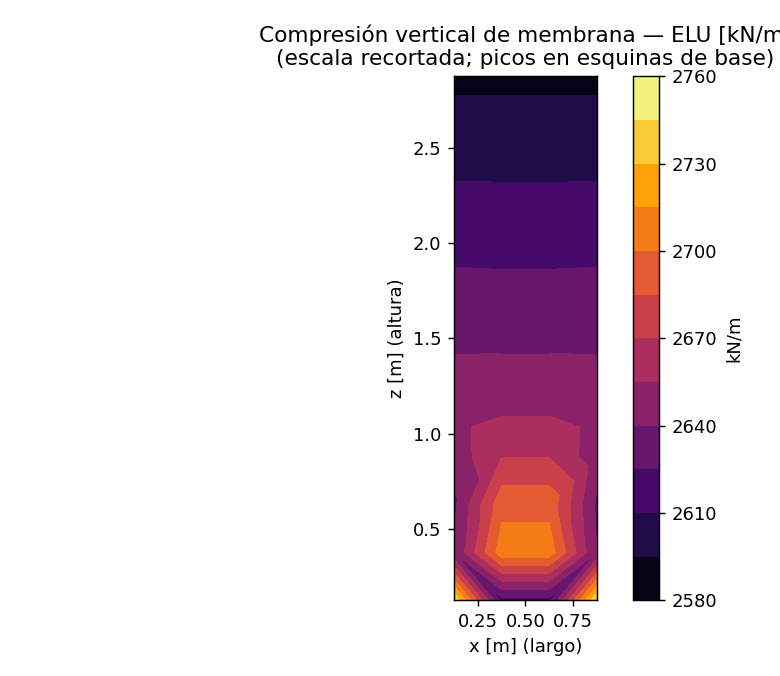 Compresión vertical de membrana — ELU [kN/m
(escala recortada; picos en esquinas de base)
2.5
2.0
1.5
1.0
0.5
z [m] (altura)
0.25 0.50 0.75
x [m] (largo)
2760
2730
2700
2670
2640
2610
2580
kN/m